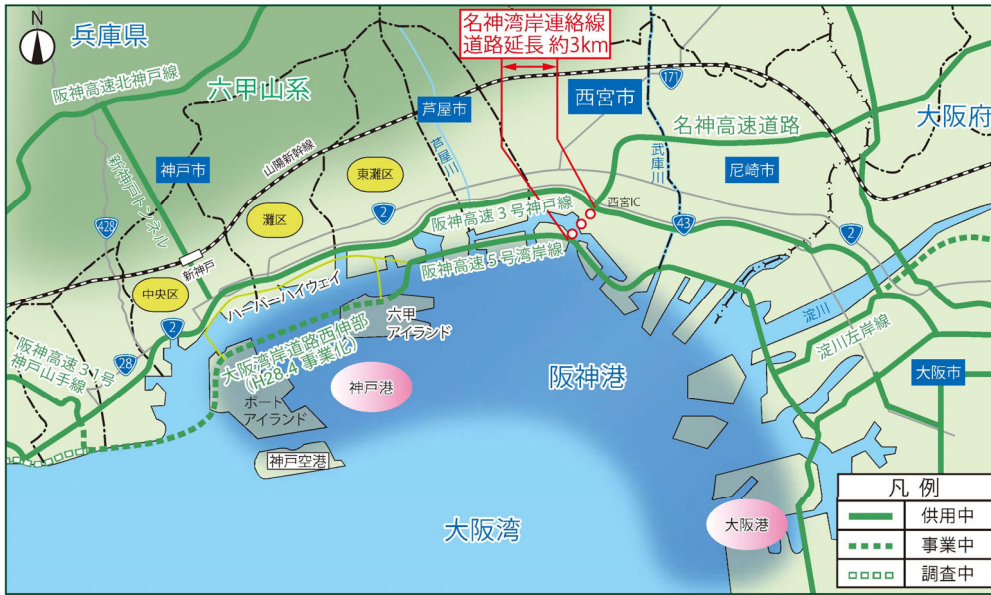 N
兵庫県
名神湾岸連絡線
道路延長 約3km
171
阪神高速北神戸線
六甲山系
芦屋市
西宮市
大阪府
名神高速道路
神戸市
山陽新幹線
芦屋川
武庫川
尼崎市
新神戸トンネル
東灘区
2
西宮IC
428
灘区
阪神高速3号神戸線
43
2
新神戸
阪神高速5号湾岸線
中央区
ハーバーハイウェイ
淀川
2
六甲
アイランド
淀川左岸線
阪神高速31号
神戸山手線
28
大阪湾岸道路西伸部
(H28.4 事業化)
神戸港
阪神港
大阪市
ポート
アイランド
神戸空港
大阪湾
大阪港
凡 例
供用中
事業中
調査中